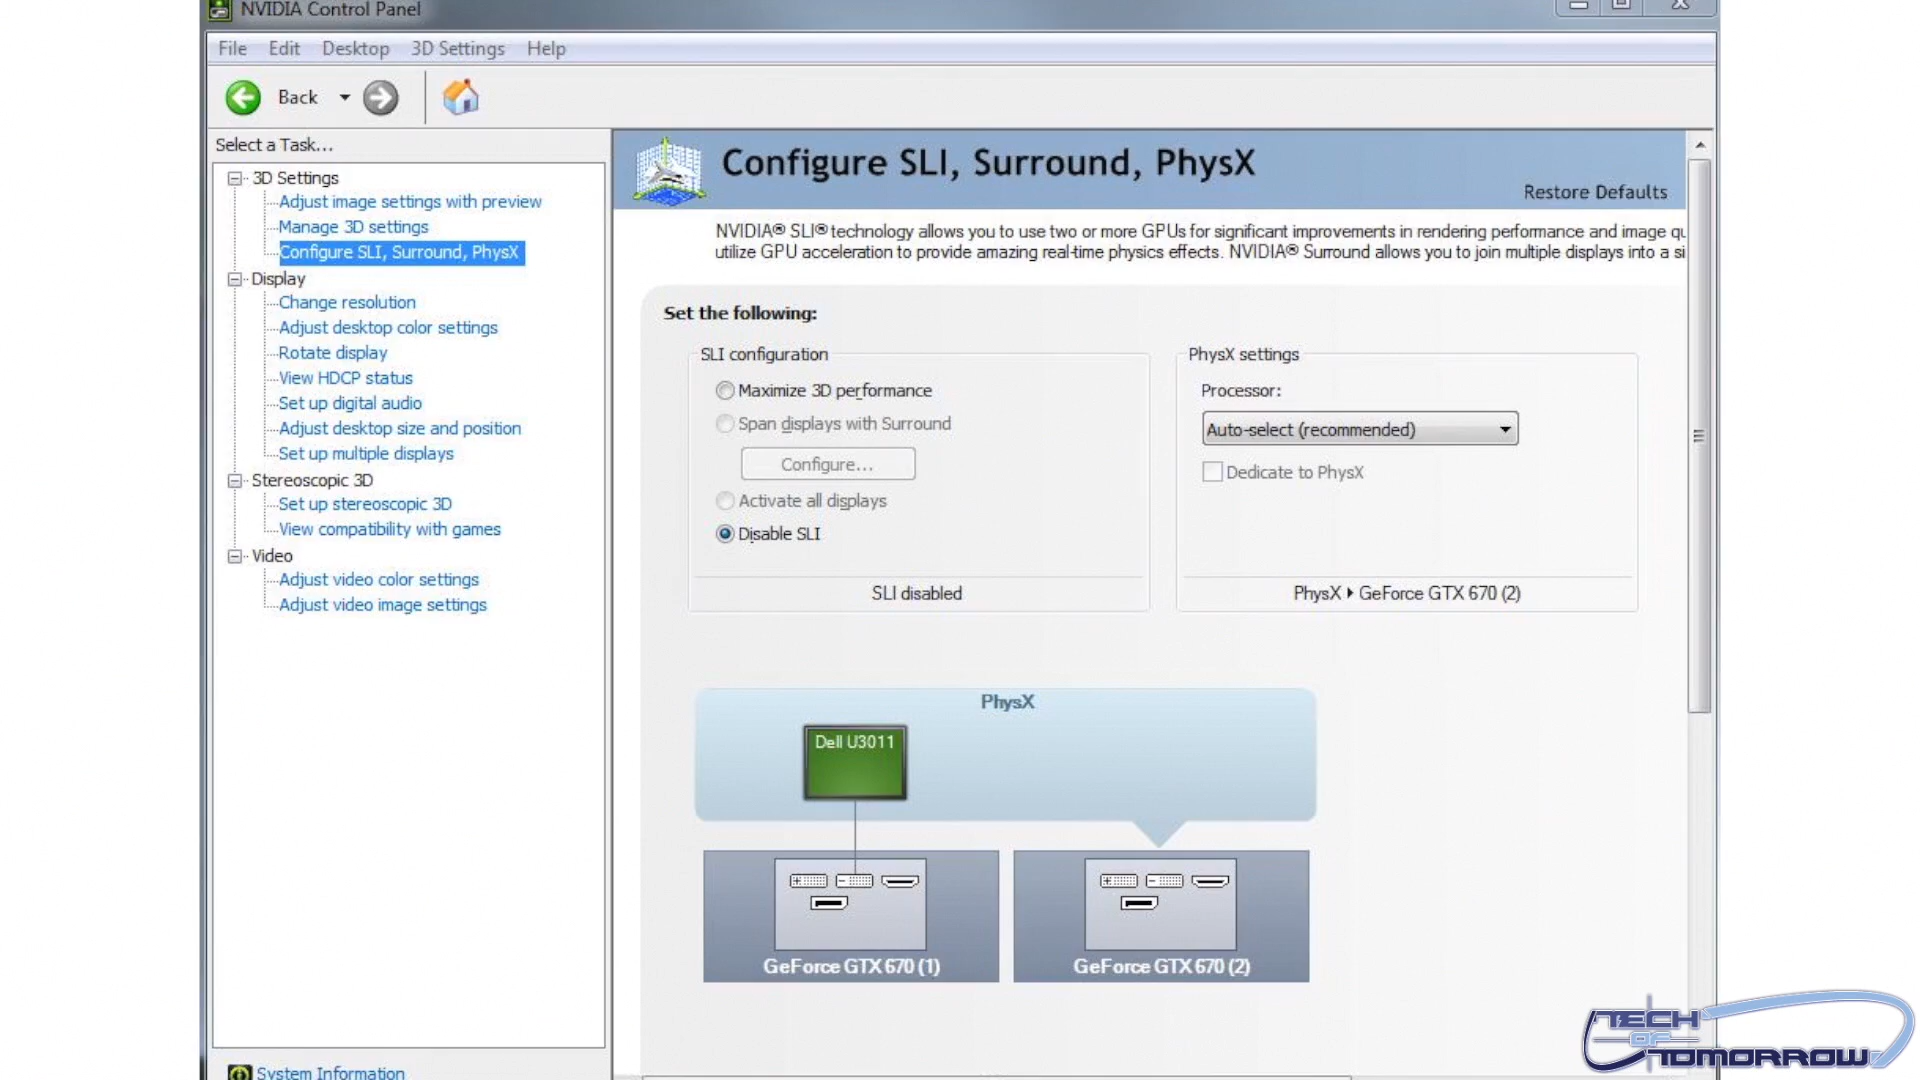 NVIDIA Control Panel
File Edit Desktop 3D Settings Help
Back
Select a Task...
3D Settings
Adjust image settings with preview
Manage 3D settings
Configure SLI, Surround, PhysX
Display
Change resolution
Adjust desktop color settings
Rotate display
View HDCP status
Set up digital audio
Adjust desktop size and position
Set up multiple displays
Stereoscopic 3D
Set up stereoscopic 3D
View compatibility with games
Video
Adjust video color settings
Adjust video image settings
System Information
Configure SLI, Surround, PhysX
Restore Defaults
NVIDIA® SLI® technology allows you to use two or more GPUs for significant improvements in rendering performance and image qu
utilize GPU acceleration to provide amazing real-time physics effects. NVIDIA® Surround allows you to join multiple displays into a si
Set the following:
SLI configuration
Maximize 3D performance
Span displays with Surround
Configure...
Activate all displays
Disable SLI
SLI disabled
PhysX settings
Processor:
Auto-select (recommended)
Dedicate to PhysX
PhysX ▸ GeForce GTX 670 (2)
PhysX
Dell U3011
GeForce GTX 670 (1)
GeForce GTX 670 (2)
TECH
OF
TOMORROW